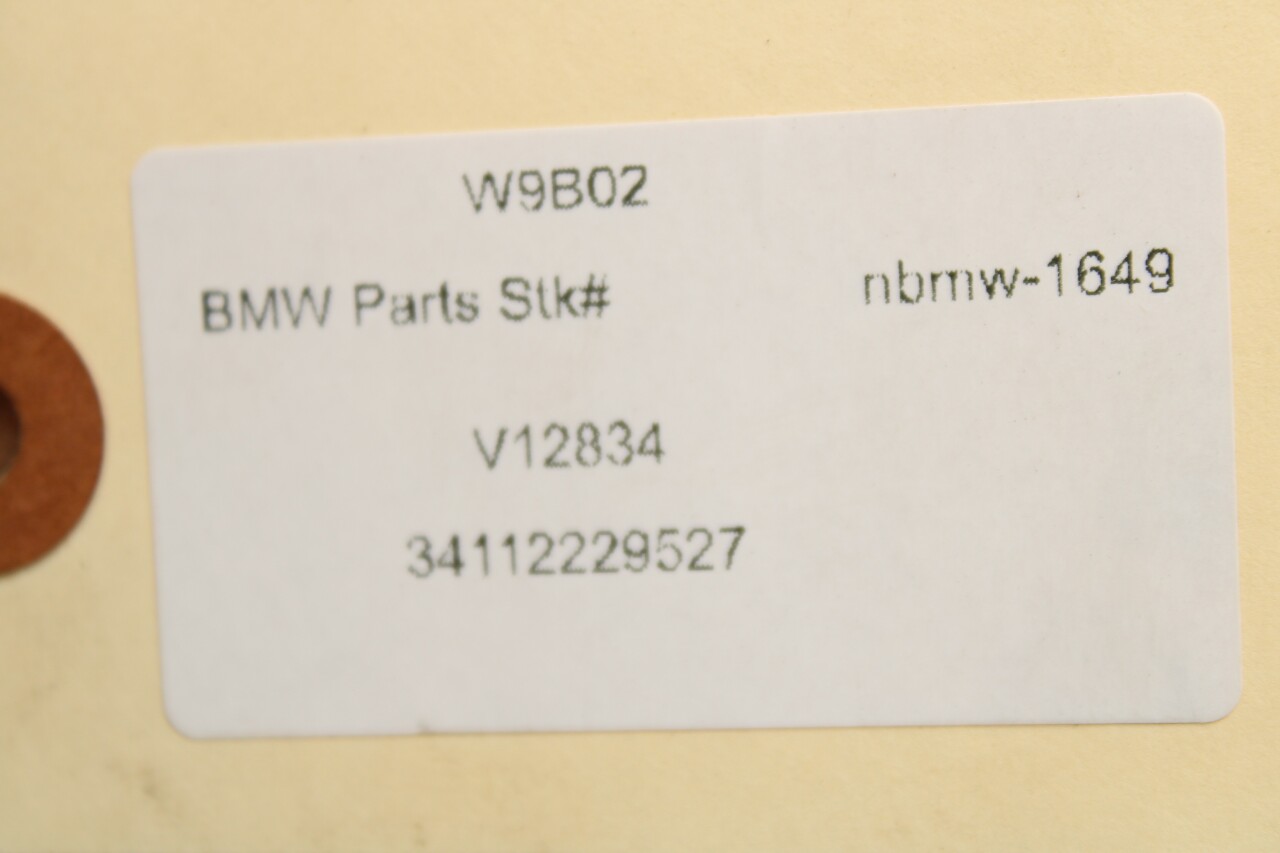 W9B02
BMW Parts Stk# nbmw-1649
V12834
34112229527